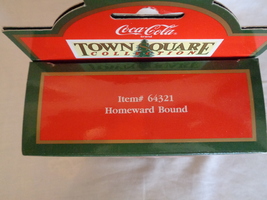 Coca-Cola
TOWN SQUARE
COLLECTION
Item# 64321
Homeward Bound